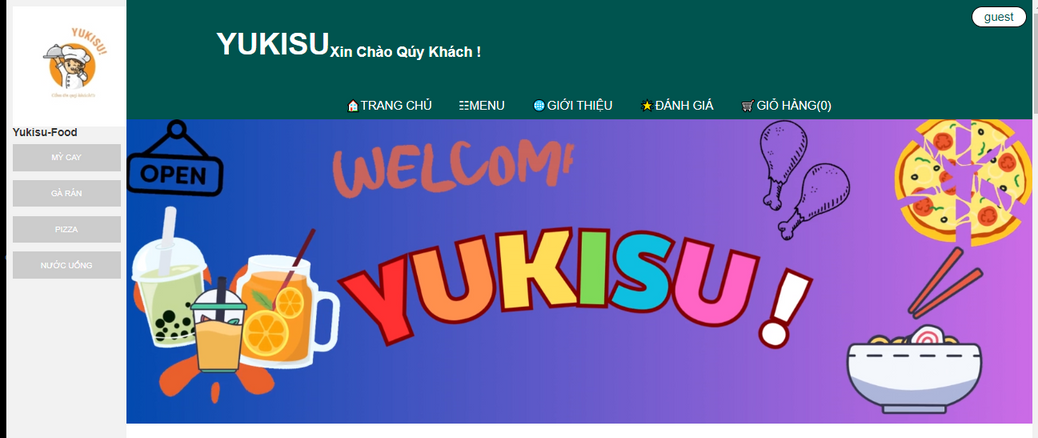 YUKISU!
Yukisu-Food
MỲ CAY
GÀ RÁN
PIZZA
NƯỚC UỐNG
guest
YUKISU Xin Chào Qúy Khách !
TRANG CHỦ MENU GIỚI THIỆU ĐÁNH GIÁ GIỎ HÀNG(0)
OPEN
WELCOM
YUKISU!